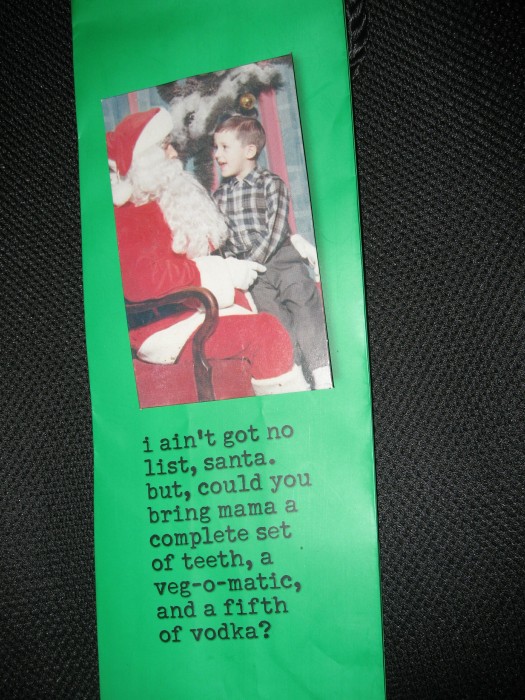 i ain't got no
list, santa.
but, could you
bring mama a
complete set
of teeth, a
veg-o-matic,
and a fifth
of vodka?